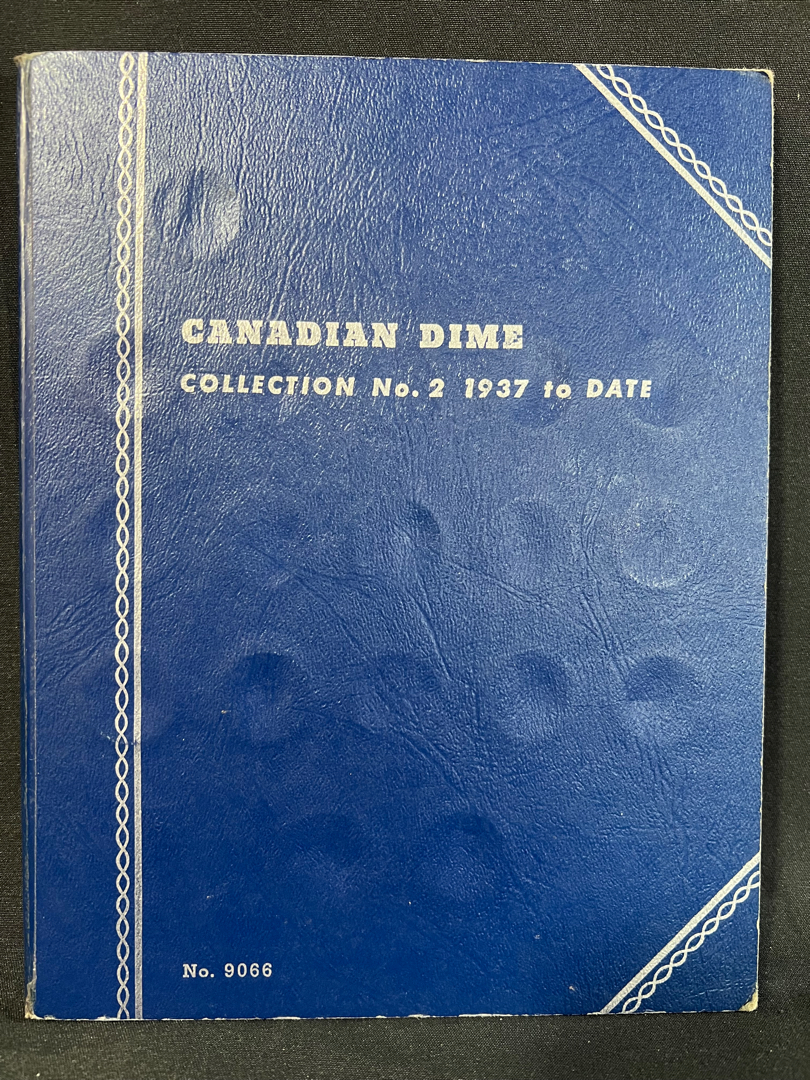 CANADIAN DIME
COLLECTION No. 2 1937 to DATE
No. 9066